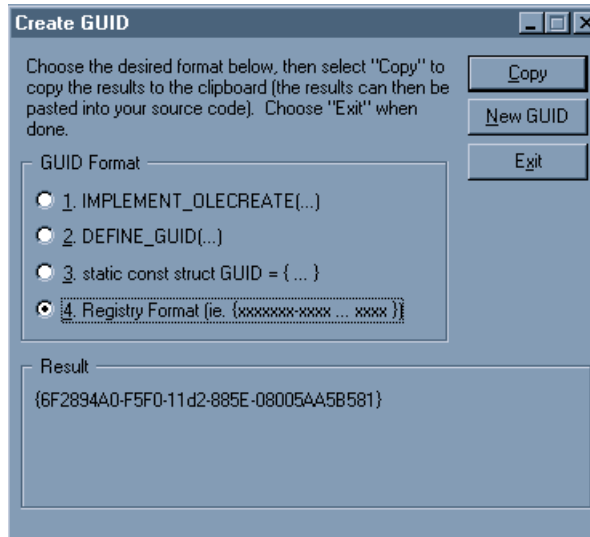 Create GUID
Choose the desired format below, then select "Copy" to
copy the results to the clipboard (the results can then be
pasted into your source code).  Choose "Exit" when
done.
Copy
New GUID
Exit
GUID Format
1. IMPLEMENT_OLECREATE(...)
2. DEFINE_GUID(...)
3. static const struct GUID = { ... }
4. Registry Format (ie. {xxxxxxx-xxxx ... xxxx })
Result
{6F2894A0-F5F0-11d2-885E-08005AA5B581}